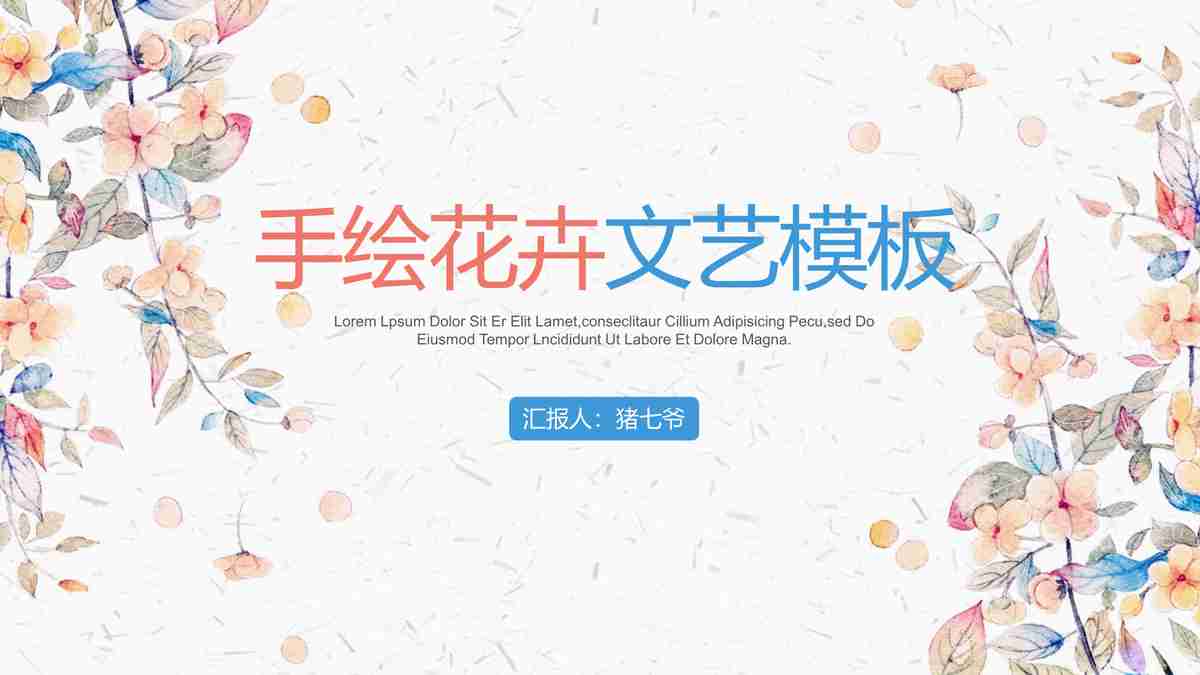 手绘花卉文艺模板
Lorem Lpsum Dolor Sit Er Elit Lamet,conseclitaur Cillium Adipisicing Pecu,sed Do
Eiusmod Tempor Lncididunt Ut Labore Et Dolore Magna.
汇报人：猪七爷